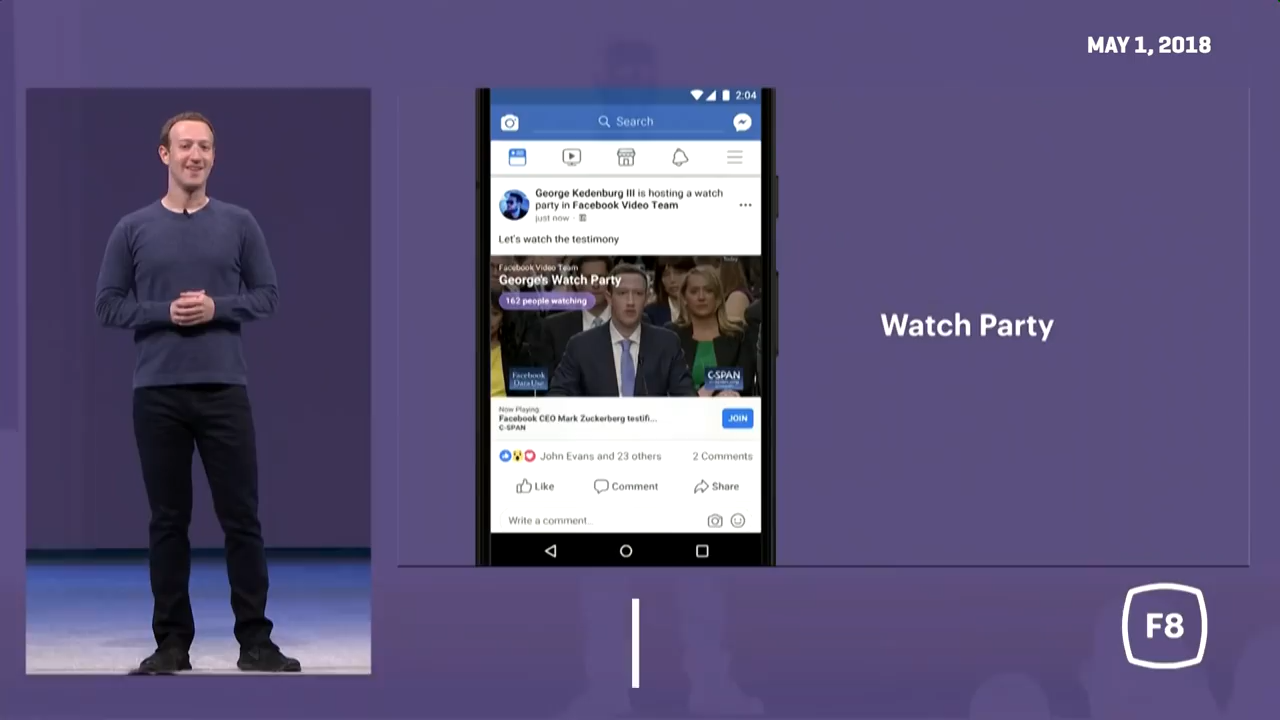 MAY 1, 2018
2:04
Search
George Kedenburg III is hosting a watch
party in Facebook Video Team
just now
Let's watch the testimony
Facebook Video Team
George's Watch Party
162 people watching
Facebook
Data Use
C-SPAN
Now Playing
Facebook CEO Mark Zuckerberg testifi...
C-SPAN
JOIN
John Evans and 23 others
2 Comments
Like
Comment
Share
Write a comment...
Watch Party
F8